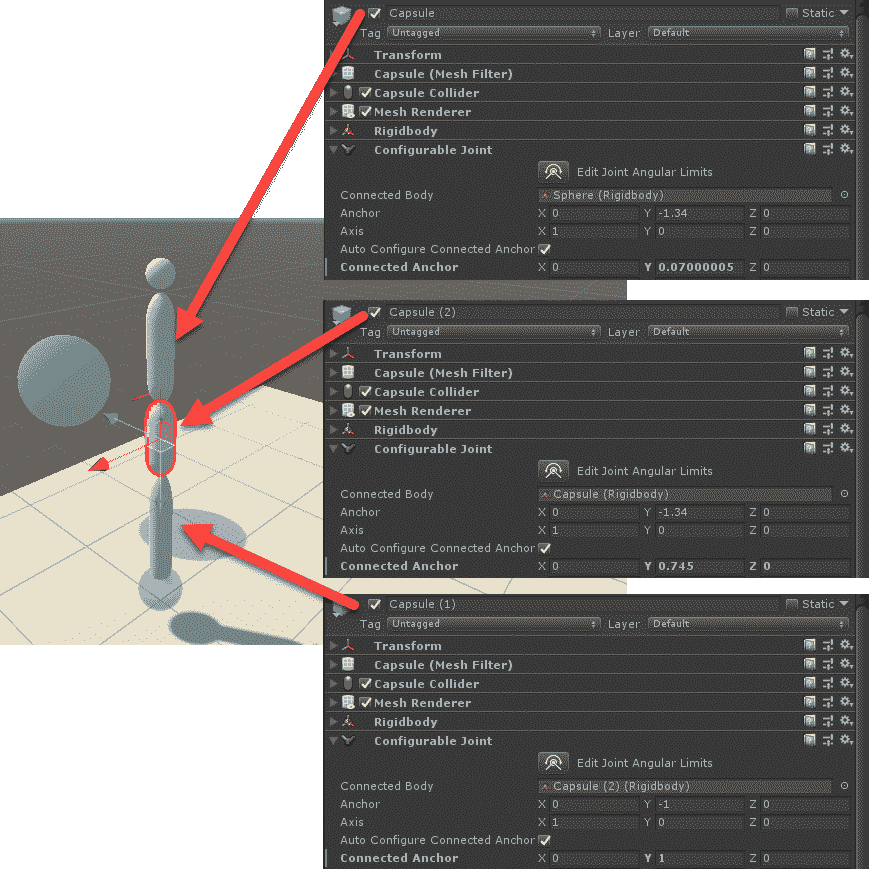 Capsule Static
Tag Untagged Layer Default
Transform
Capsule (Mesh Filter)
Capsule Collider
Mesh Renderer
Rigidbody
Configurable Joint
Edit Joint Angular Limits
Connected Body Sphere (Rigidbody)
Anchor X 0 Y -1.34 Z 0
Axis X 1 Y 0 Z 0
Auto Configure Connected Anchor
Connected Anchor X 0 Y 0.07000005 Z 0
Capsule (2) Static
Tag Untagged Layer Default
Transform
Capsule (Mesh Filter)
Capsule Collider
Mesh Renderer
Rigidbody
Configurable Joint
Edit Joint Angular Limits
Connected Body Capsule (Rigidbody)
Anchor X 0 Y -1.34 Z 0
Axis X 1 Y 0 Z 0
Auto Configure Connected Anchor
Connected Anchor X 0 Y 0.745 Z 0
Capsule (1) Static
Tag Untagged Layer Default
Transform
Capsule (Mesh Filter)
Capsule Collider
Mesh Renderer
Rigidbody
Configurable Joint
Edit Joint Angular Limits
Connected Body Capsule (2) (Rigidbody)
Anchor X 0 Y -1 Z 0
Axis X 1 Y 0 Z 0
Auto Configure Connected Anchor
Connected Anchor X 0 Y 1 Z 0